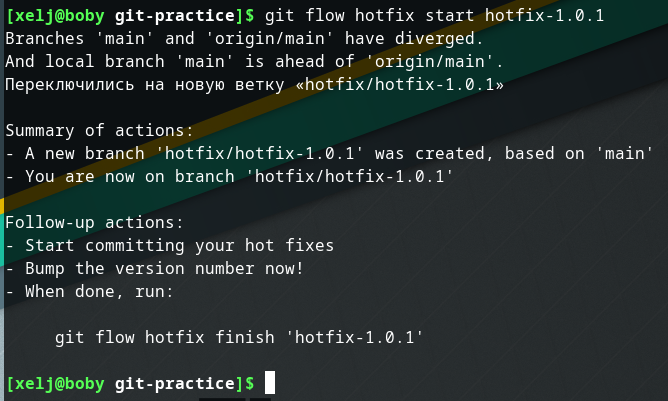 [xelj@boby git-practice]$ git flow hotfix start hotfix-1.0.1
Branches 'main' and 'origin/main' have diverged.
And local branch 'main' is ahead of 'origin/main'.
Переключились на новую ветку «hotfix/hotfix-1.0.1»
Summary of actions:
- A new branch 'hotfix/hotfix-1.0.1' was created, based on 'main'
- You are now on branch 'hotfix/hotfix-1.0.1'
Follow-up actions:
- Start committing your hot fixes
- Bump the version number now!
- When done, run:
git flow hotfix finish 'hotfix-1.0.1'
[xelj@boby git-practice]$